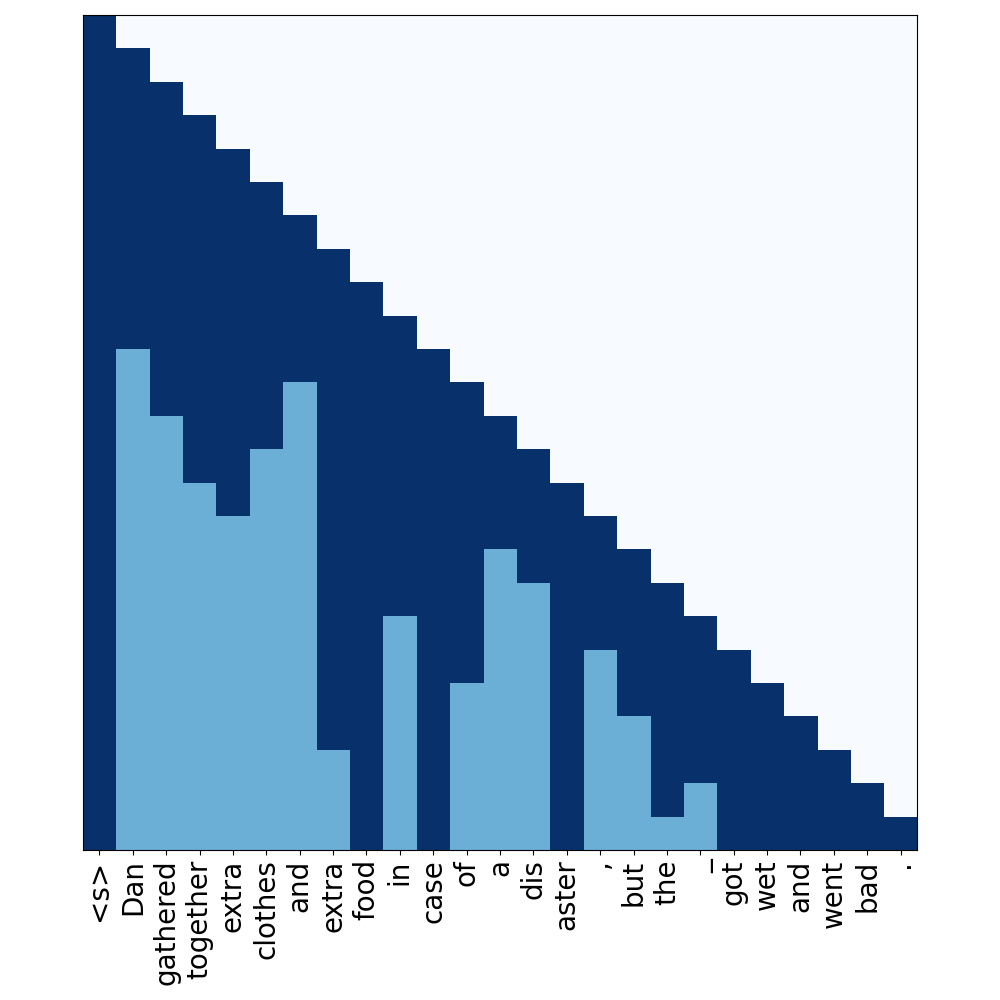 <s>
Dan
gathered
together
extra
clothes
and
extra
food
in
case
of
a
dis
aster
,
but
the
_
got
wet
and
went
bad
.